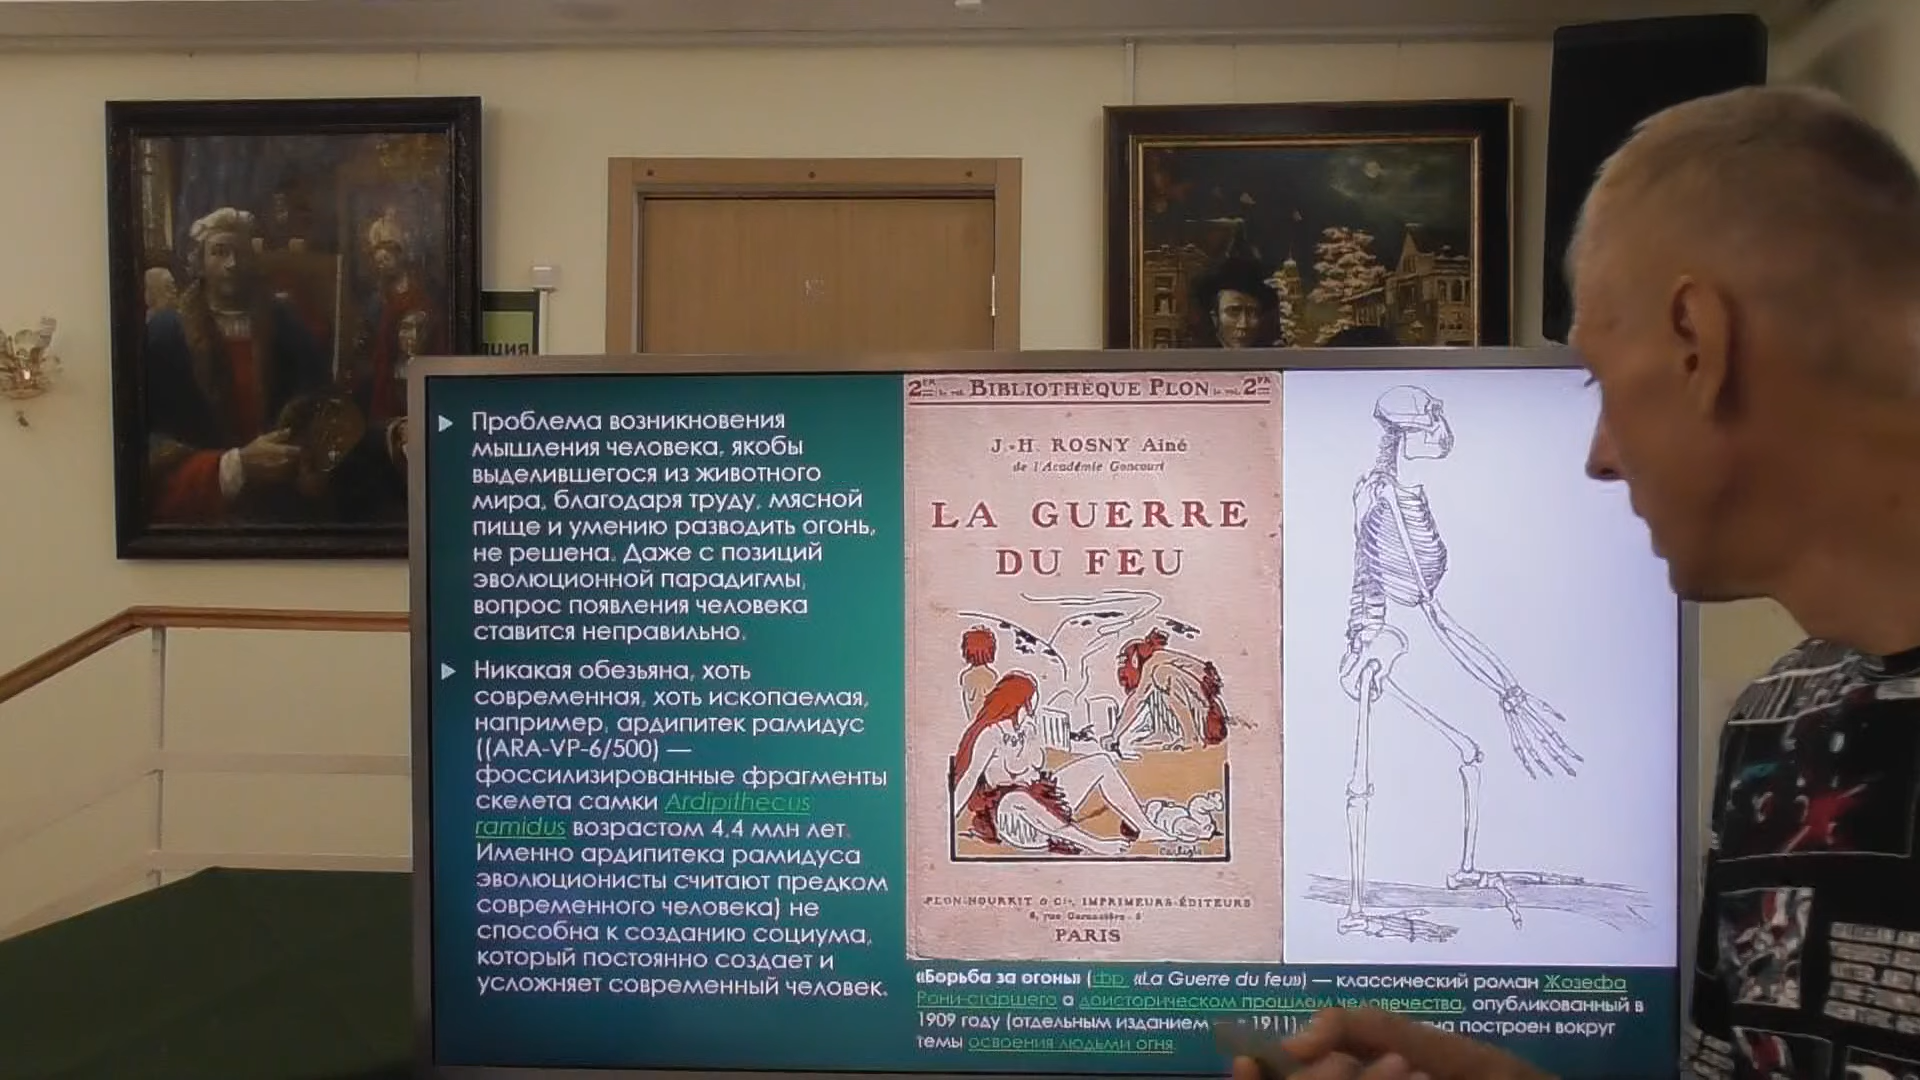 Проблема возникновения
мышления человека, якобы
выделившегося из животного
мира, благодаря труду, мясной
пище и умению разводить огонь,
не решена. Даже с позиций
эволюционной парадигмы,
вопрос появления человека
ставится неправильно.
Никакая обезьяна, хоть
современная, хоть ископаемая,
например, ардипитек рамидус
((ARA-VP-6/500) —
фоссилизированные фрагменты
скелета самки Ardipithecus
ramidus возрастом 4,4 млн лет.
Именно ардипитека рамидуса
эволюционисты считают предком
современного человека) не
способна к созданию социума,
который постоянно создает и
усложняет современный человек.
BIBLIOTHÈQUE PLON
J.-H. ROSNY Aîné
de l'Académie Goncourt
LA GUERRE
DU FEU
PLON-NOURRIT & Cie, IMPRIMEURS-ÉDITEURS
PARIS
«Борьба за огонь» (фр. «La Guerre du feu») — классический роман Жозефа
Рони-старшего о доисторическом прошлом человечества, опубликованный в
1909 году (отдельным изданием 1911). построен вокруг
темы освоения людьми огня.